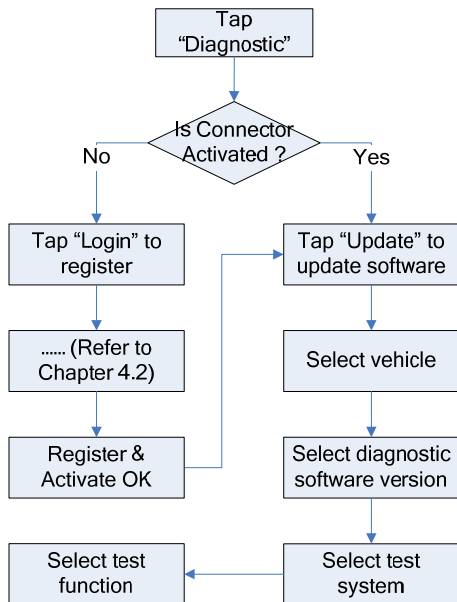 Tap
“Diagnostic”
Is Connector
Activated ?
No
Yes
Tap “Login” to
register
Tap “Update” to
update software
...... (Refer to
Chapter 4.2)
Select vehicle
Register &
Activate OK
Select diagnostic
software version
Select test
function
Select test
system